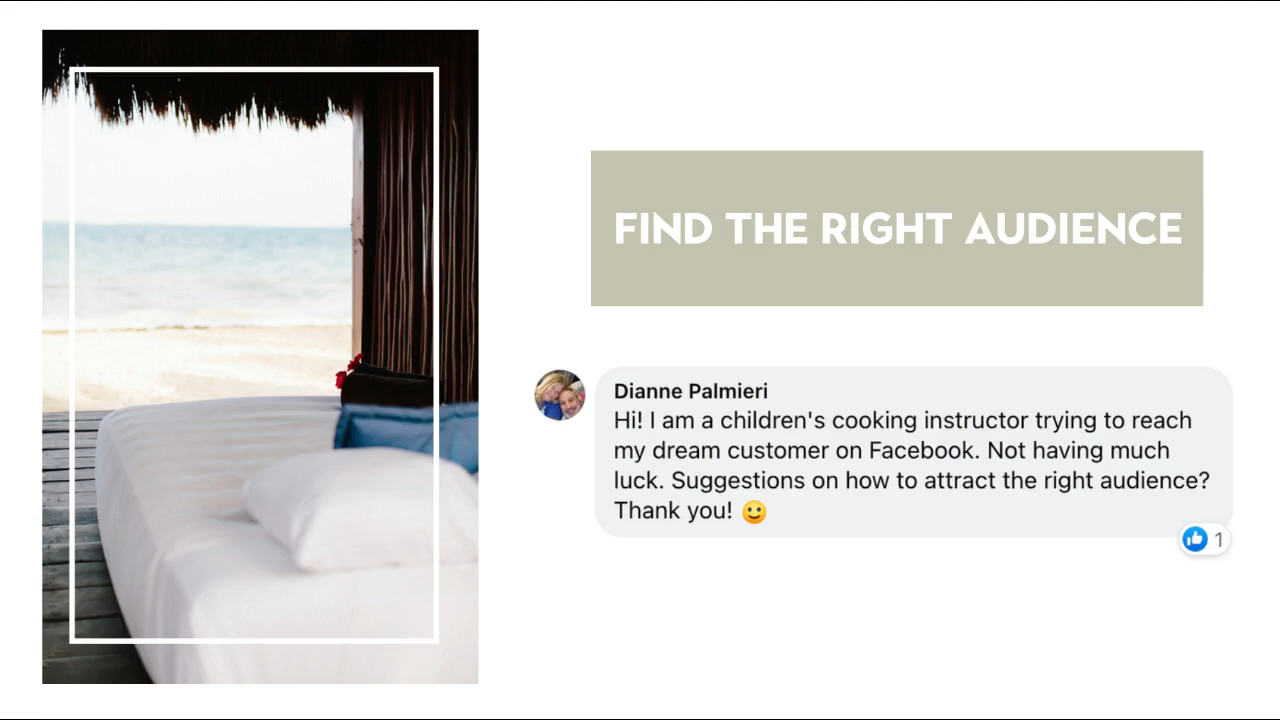 FIND THE RIGHT AUDIENCE
Dianne Palmieri
Hi! I am a children's cooking instructor trying to reach
my dream customer on Facebook. Not having much
luck. Suggestions on how to attract the right audience?
Thank you! 🙂
1